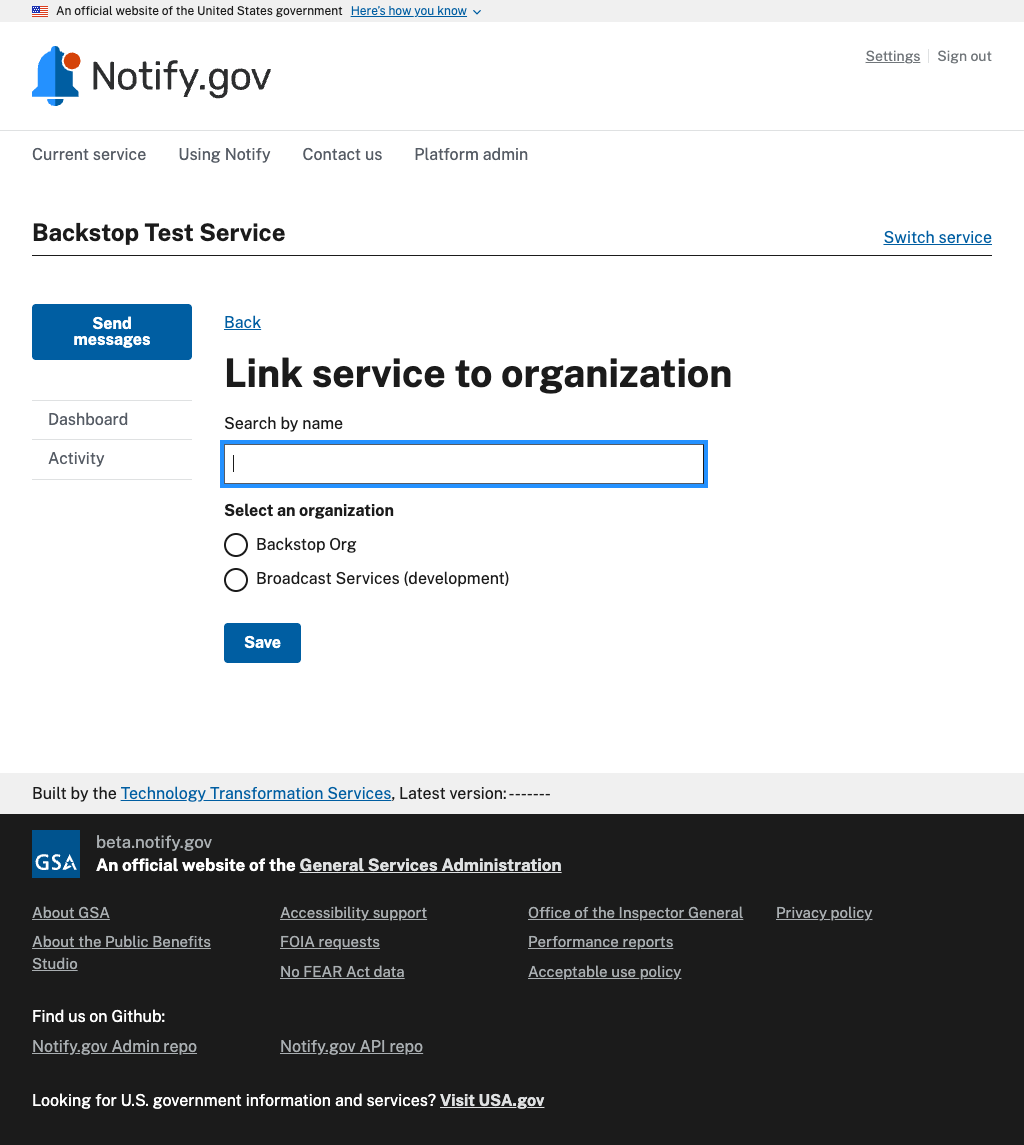 An official website of the United States government Here's how you know
Notify.gov
Settings Sign out
Current service Using Notify Contact us Platform admin
Backstop Test Service
Switch service
Send
messages
Dashboard
Activity
Back
Link service to organization
Search by name
Select an organization
Backstop Org
Broadcast Services (development)
Save
Built by the Technology Transformation Services, Latest version:-------
GSA
beta.notify.gov
An official website of the General Services Administration
About GSA
About the Public Benefits
Studio
Accessibility support
FOIA requests
No FEAR Act data
Office of the Inspector General
Performance reports
Acceptable use policy
Privacy policy
Find us on Github:
Notify.gov Admin repo
Notify.gov API repo
Looking for U.S. government information and services? Visit USA.gov